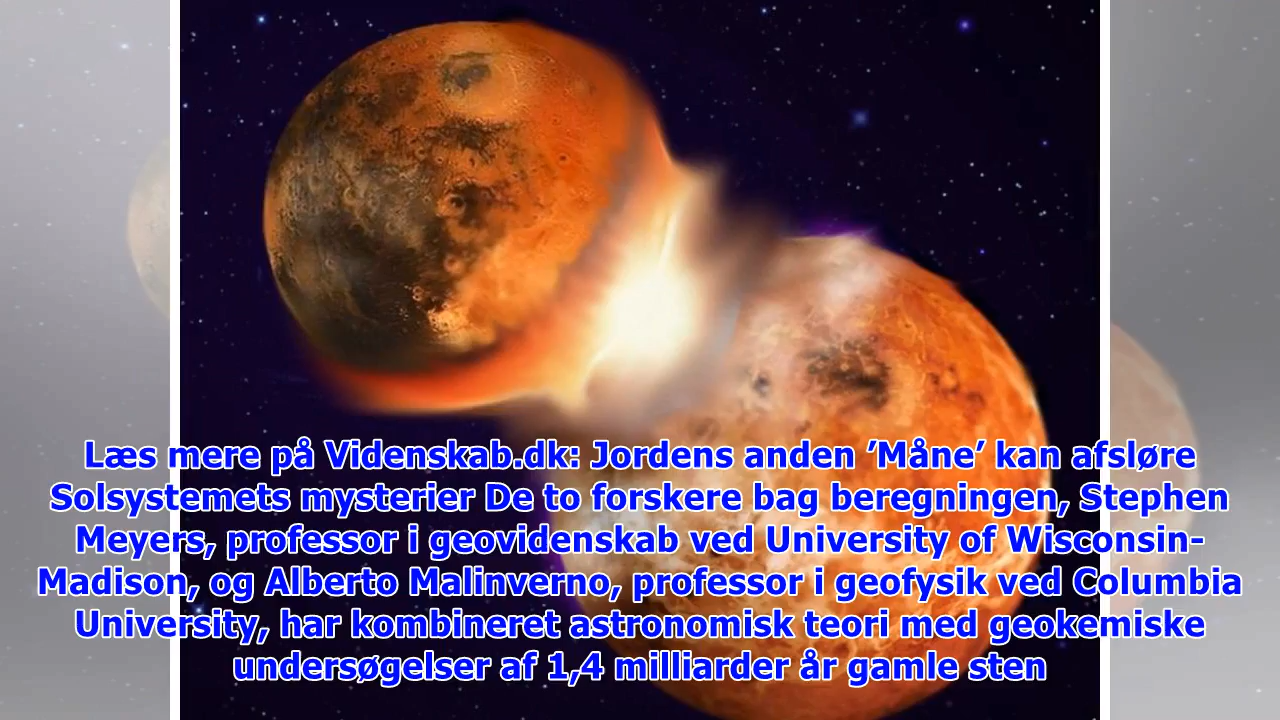 Læs mere på Videnskab.dk: Jordens anden ’Måne’ kan afsløre
Solsystemets mysterier De to forskere bag beregningen, Stephen
Meyers, professor i geovidenskab ved University of Wisconsin-
Madison, og Alberto Malinverno, professor i geofysik ved Columbia
University, har kombineret astronomisk teori med geokemiske
undersøgelser af 1,4 milliarder år gamle sten